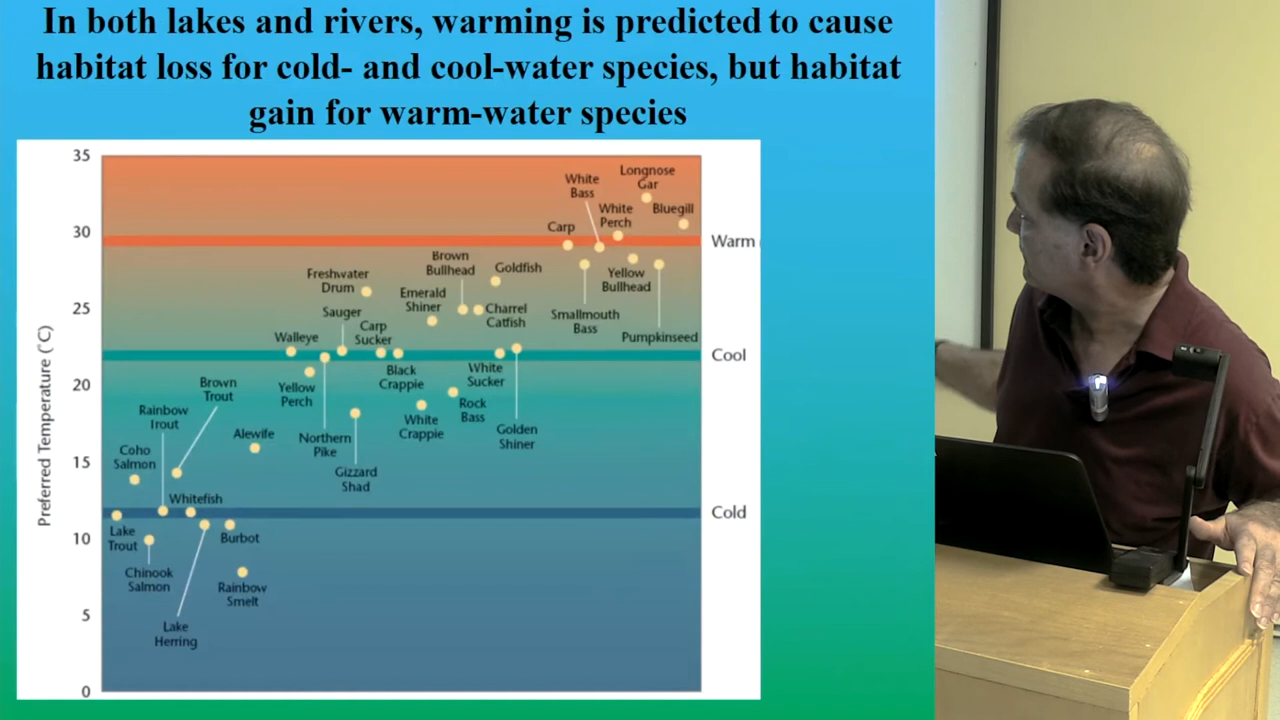 In both lakes and rivers, warming is predicted to cause
habitat loss for cold- and cool-water species, but habitat
gain for warm-water species
35
30
25
20
15
10
5
0
Preferred Temperature (°C)
Warm
Cool
Cold
Longnose
Gar
White
Bass
White
Perch
Bluegill
Carp
Brown
Bullhead
Goldfish
Yellow
Bullhead
Freshwater
Drum
Emerald
Shiner
Charrel
Catfish
Smallmouth
Bass
Pumpkinseed
Sauger
Carp
Sucker
Walleye
Black
Crappie
White
Sucker
Yellow
Perch
Brown
Trout
Rock
Bass
White
Crappie
Golden
Shiner
Rainbow
Trout
Alewife
Northern
Pike
Coho
Salmon
Gizzard
Shad
Whitefish
Lake
Trout
Burbot
Chinook
Salmon
Rainbow
Smelt
Lake
Herring